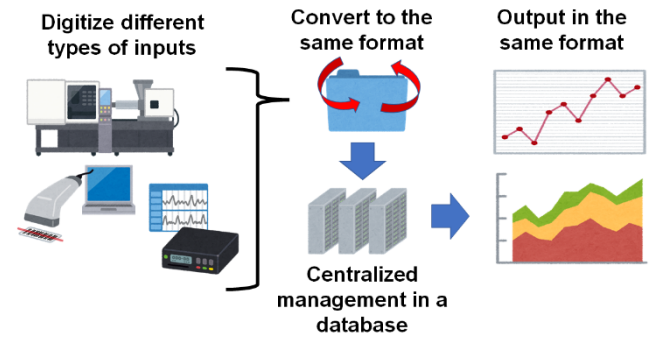 Digitize different
types of inputs
Convert to the
same format
Output in the
same format
Centralized
management in a
database